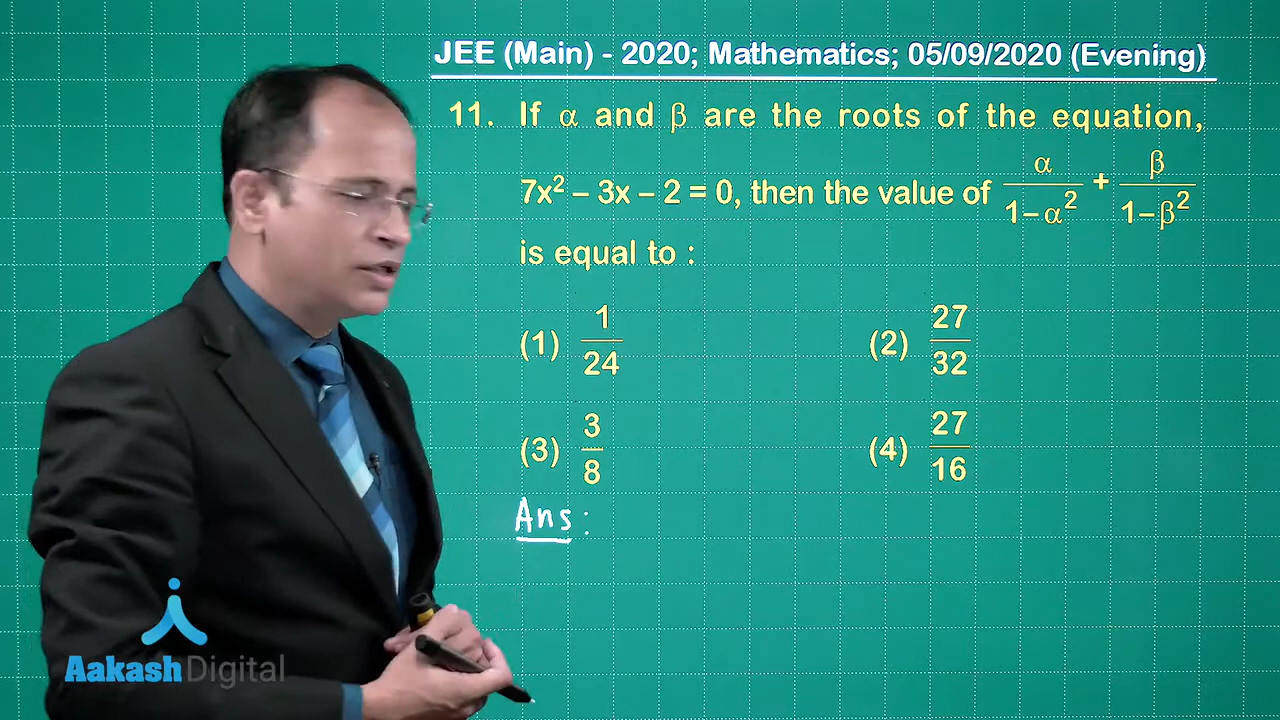 JEE (Main) - 2020; Mathematics; 05/09/2020 (Evening)
11. If α and β are the roots of the equation,
7x² – 3x – 2 = 0, then the value of α/(1–α²) + β/(1–β²)
is equal to :
(1) 1/24
(2) 27/32
(3) 3/8
(4) 27/16
Ans:
AakashDigital